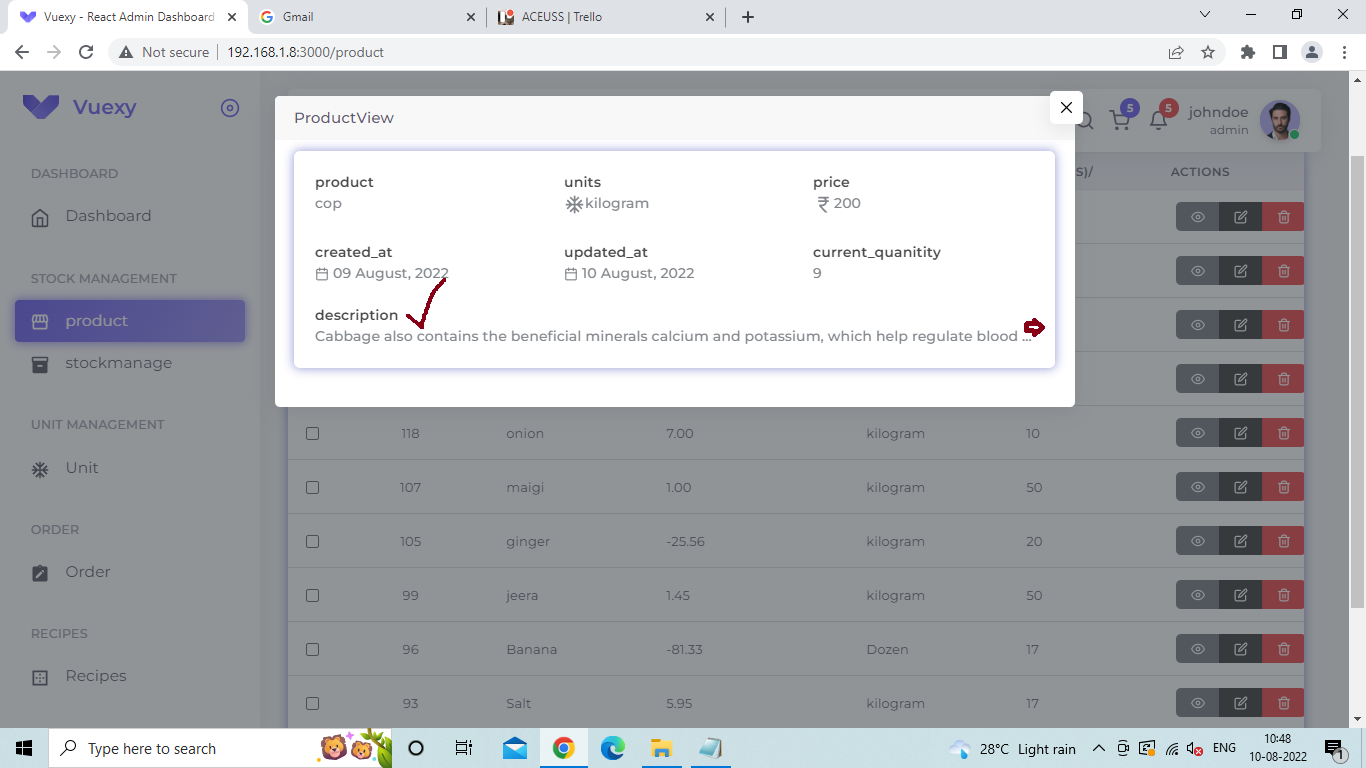 Vuexy - React Admin Dashboard
Gmail
ACEUSS | Trello
Not secure
192.168.1.8:3000/product
Vuexy
ProductView
5
5
johndoe
admin
S)/
ACTIONS
DASHBOARD
Dashboard
STOCK MANAGEMENT
product
stockmanage
UNIT MANAGEMENT
Unit
ORDER
Order
RECIPES
Recipes
product
units
price
cop
kilogram
₹ 200
created_at
updated_at
current_quanitity
09 August, 2022
10 August, 2022
9
description
Cabbage also contains the beneficial minerals calcium and potassium, which help regulate blood ...
118 onion 7.00 kilogram 10
107 maigi 1.00 kilogram 50
105 ginger -25.56 kilogram 20
99 jeera 1.45 kilogram 50
96 Banana -81.33 Dozen 17
93 Salt 5.95 kilogram 17
Type here to search
28°C Light rain
ENG
10:48
10-08-2022
1